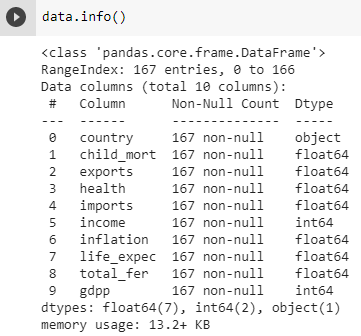 data.info()
<class 'pandas.core.frame.DataFrame'>
RangeIndex: 167 entries, 0 to 166
Data columns (total 10 columns):
 #   Column      Non-Null Count  Dtype
---  ------      --------------  -----
 0   country     167 non-null    object
 1   child_mort  167 non-null    float64
 2   exports     167 non-null    float64
 3   health      167 non-null    float64
 4   imports     167 non-null    float64
 5   income      167 non-null    int64
 6   inflation   167 non-null    float64
 7   life_expec  167 non-null    float64
 8   total_fer   167 non-null    float64
 9   gdpp        167 non-null    int64
dtypes: float64(7), int64(2), object(1)
memory usage: 13.2+ KB